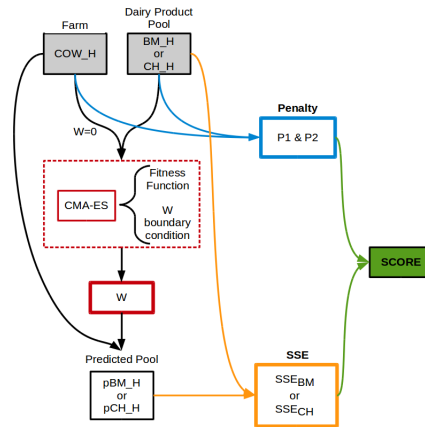 Farm
Dairy Product
Pool
COW_H
BM_H
or
CH_H
W=0
Penalty
P1 & P2
Fitness
Function
CMA-ES
W
boundary
condition
SCORE
W
Predicted Pool
pBM_H
or
pCH_H
SSE
SSEBM
or
SSECH